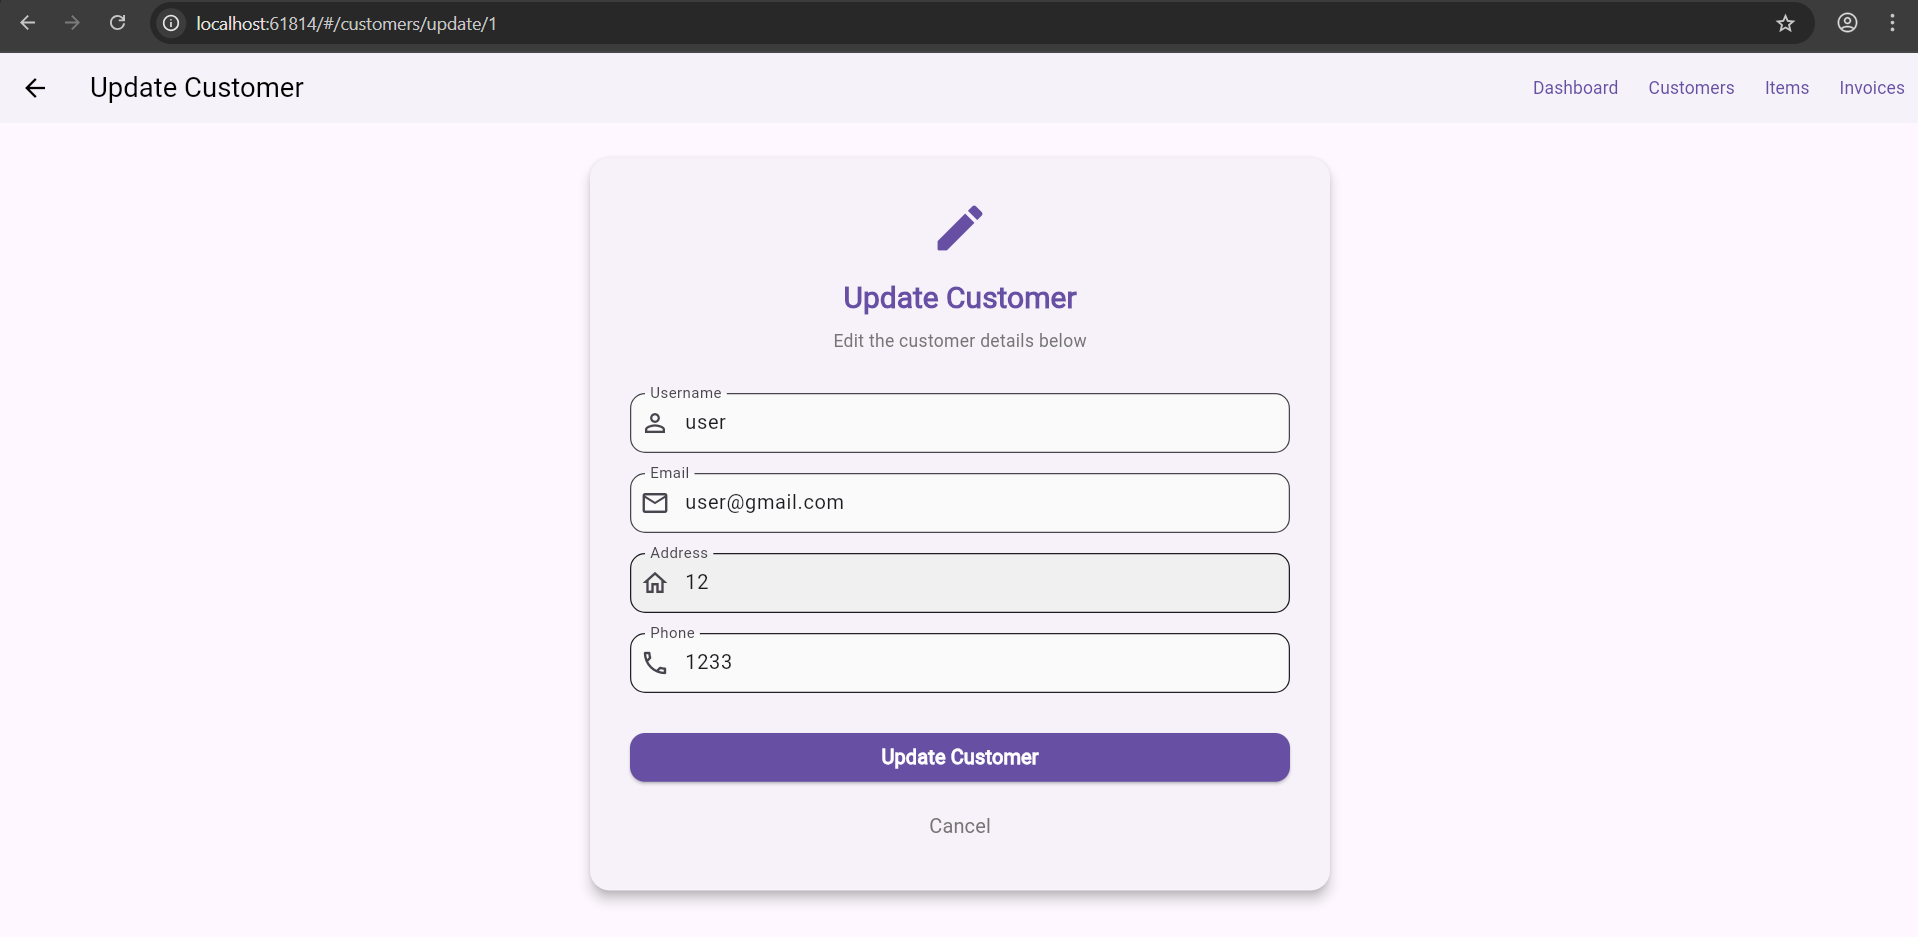 localhost:61814/#/customers/update/1
Update Customer
Dashboard Customers Items Invoices
Update Customer
Edit the customer details below
Username
user
Email
user@gmail.com
Address
12
Phone
1233
Update Customer
Cancel